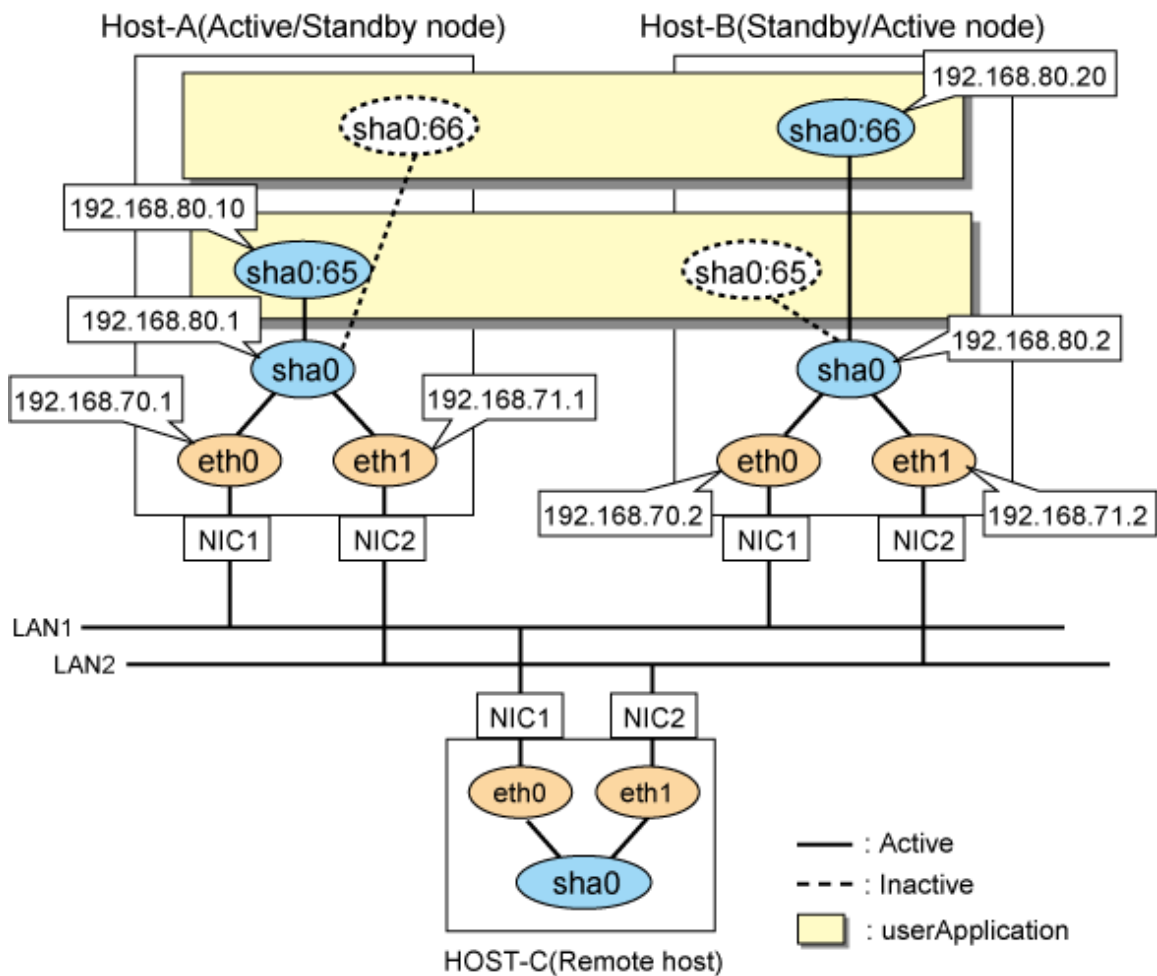 Host-A(Active/Standby node)
Host-B(Standby/Active node)
192.168.80.20
sha0:66
sha0:66
192.168.80.10
sha0:65
sha0:65
192.168.80.1
192.168.80.2
sha0
sha0
192.168.70.1
192.168.71.1
eth0
eth1
eth0
eth1
192.168.70.2
192.168.71.2
NIC1
NIC2
NIC1
NIC2
LAN1
LAN2
NIC1
NIC2
eth0
eth1
sha0
HOST-C(Remote host)
: Active
: Inactive
: userApplication